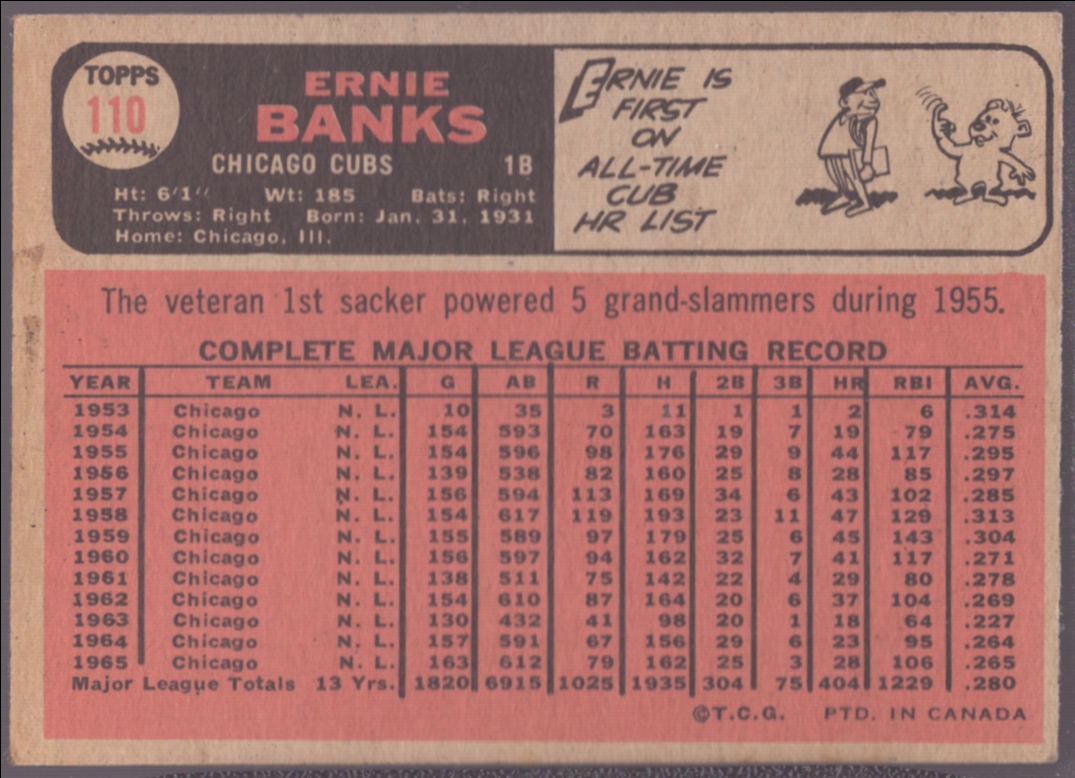 TOPPS
110
ERNIE
BANKS
CHICAGO CUBS 1B
Ht: 6'1" Wt: 185 Bats: Right
Throws: Right Born: Jan. 31, 1931
Home: Chicago, Ill.
ERNIE IS
FIRST
ON
ALL-TIME
CUB
HR LIST
The veteran 1st sacker powered 5 grand-slammers during 1955.
COMPLETE MAJOR LEAGUE BATTING RECORD
YEAR TEAM LEA. G AB R H 2B 3B HR RBI AVG.
1953 Chicago N. L. 10 35 3 11 1 1 2 6 .314
1954 Chicago N. L. 154 593 70 163 19 7 19 79 .275
1955 Chicago N. L. 154 596 98 176 29 9 44 117 .295
1956 Chicago N. L. 139 538 82 160 25 8 28 85 .297
1957 Chicago N. L. 156 594 113 169 34 6 43 102 .285
1958 Chicago N. L. 154 617 119 193 23 11 47 129 .313
1959 Chicago N. L. 155 589 97 179 25 6 45 143 .304
1960 Chicago N. L. 156 597 94 162 32 7 41 117 .271
1961 Chicago N. L. 138 511 75 142 22 4 29 80 .278
1962 Chicago N. L. 154 610 87 164 20 6 37 104 .269
1963 Chicago N. L. 130 432 41 98 20 1 18 64 .227
1964 Chicago N. L. 157 591 67 156 29 6 23 95 .264
1965 Chicago N. L. 163 612 79 162 25 3 28 106 .265
Major League Totals 13 Yrs. 1820 6915 1025 1935 304 75 404 1229 .280
©T.C.G. PTD. IN CANADA